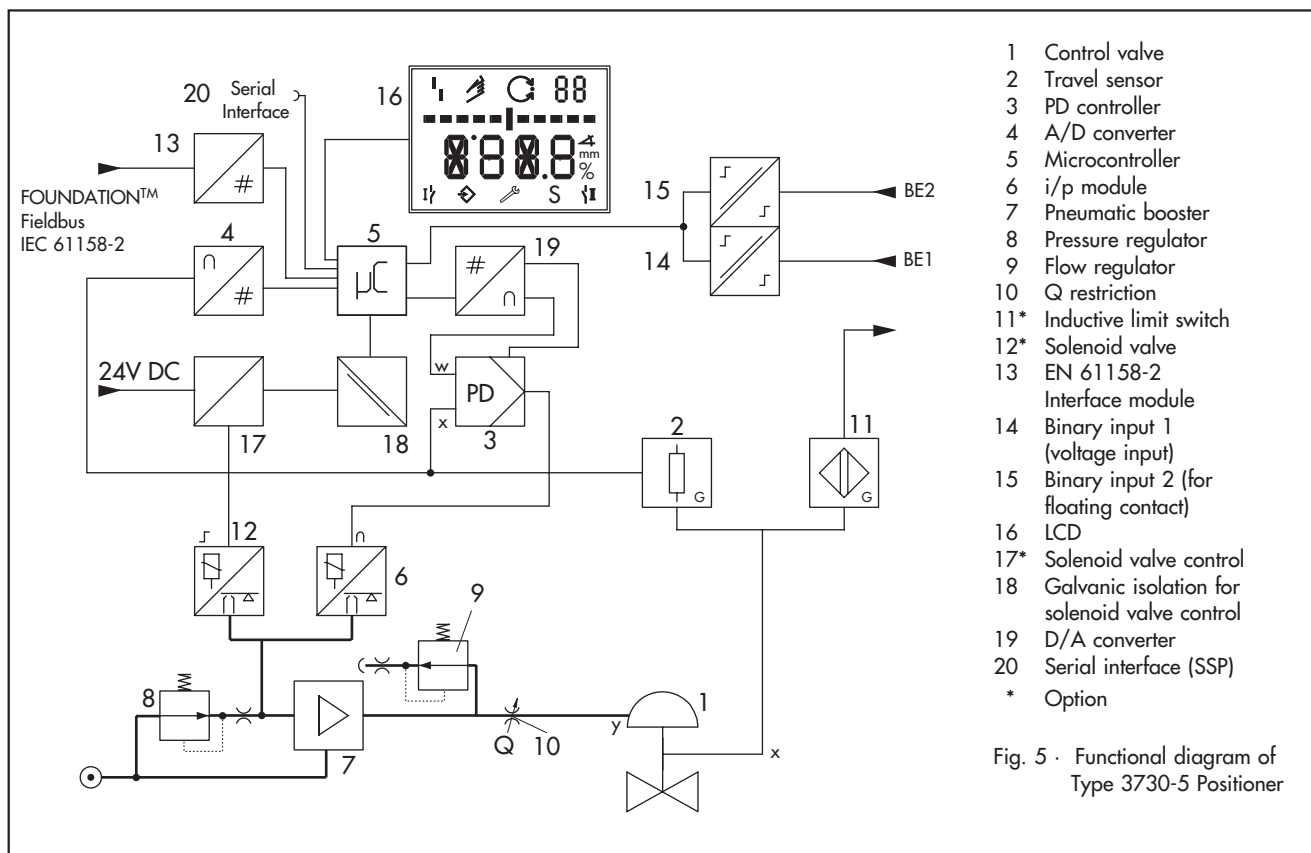 20 Serial
Interface
16
88
8.8 8.8
mm
%
S
13
#
FOUNDATION™
Fieldbus
IEC 61158-2
4
∩
#
5
µC
#
∩
19
15
BE2
14
BE1
24V DC
17
18
w
PD
x
3
2
G
11
G
12
∩
6
9
8
7
Q
10
y
1
x
1 Control valve
2 Travel sensor
3 PD controller
4 A/D converter
5 Microcontroller
6 i/p module
7 Pneumatic booster
8 Pressure regulator
9 Flow regulator
10 Q restriction
11* Inductive limit switch
12* Solenoid valve
13 EN 61158-2
Interface module
14 Binary input 1
(voltage input)
15 Binary input 2 (for
floating contact)
16 LCD
17* Solenoid valve control
18 Galvanic isolation for
solenoid valve control
19 D/A converter
20 Serial interface (SSP)
* Option
Fig. 5 · Functional diagram of
Type 3730-5 Positioner